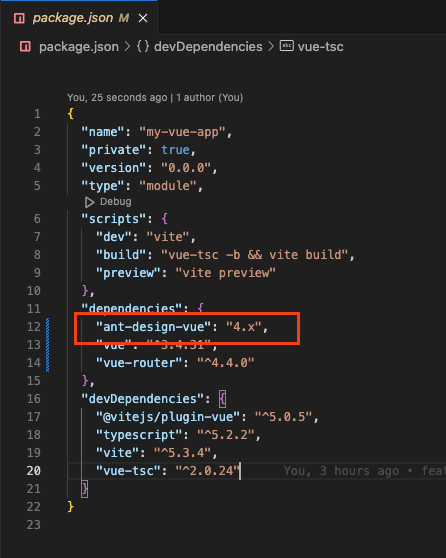 package.json M
package.json > {} devDependencies > vue-tsc
You, 25 seconds ago | 1 author (You)
1 {
2 "name": "my-vue-app",
3 "private": true,
4 "version": "0.0.0",
5 "type": "module",
Debug
6 "scripts": {
7 "dev": "vite",
8 "build": "vue-tsc -b && vite build",
9 "preview": "vite preview"
10 },
11 "dependencies": {
12 "ant-design-vue": "4.x",
13 "vue": "^3.4.31",
14 "vue-router": "^4.4.0"
15 },
16 "devDependencies": {
17 "@vitejs/plugin-vue": "^5.0.5",
18 "typescript": "^5.2.2",
19 "vite": "^5.3.4",
20 "vue-tsc": "^2.0.24" You, 3 hours ago • feat
21 }
22 }
23